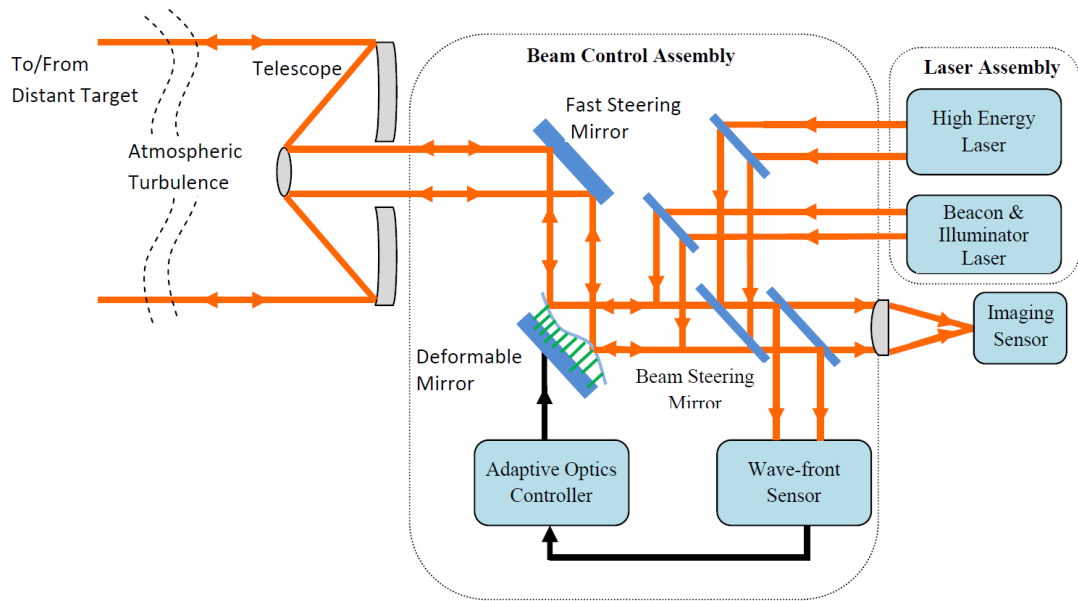 Beam Control Assembly
Laser Assembly
To/From
Distant Target
Telescope
Atmospheric
Turbulence
Fast Steering
Mirror
High Energy
Laser
Beacon &
Illuminator
Laser
Imaging
Sensor
Deformable
Mirror
Beam Steering
Mirror
Adaptive Optics
Controller
Wave-front
Sensor